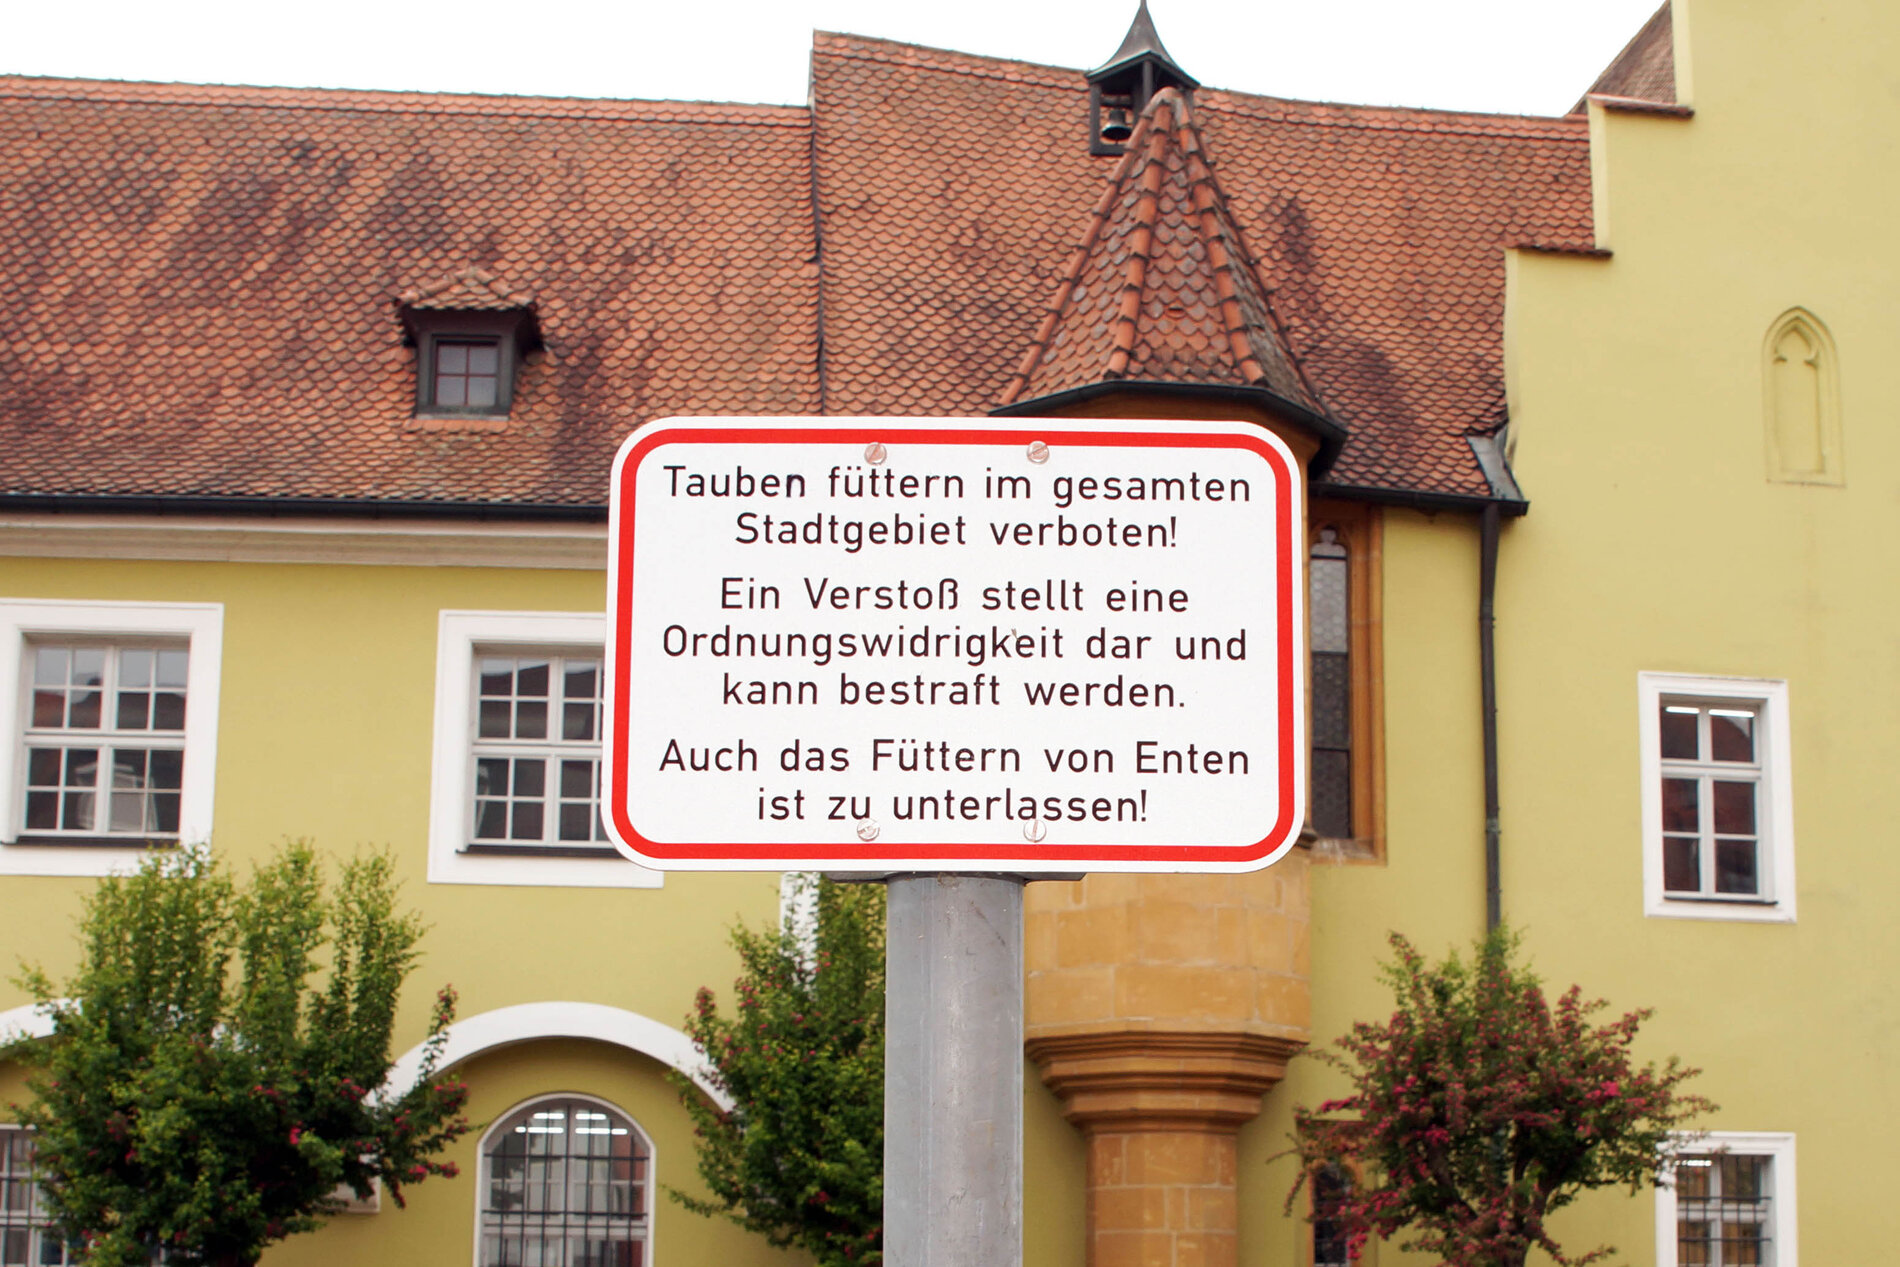 Tauben füttern im gesamten
Stadtgebiet verboten!
Ein Verstoß stellt eine
Ordnungswidrigkeit dar und
kann bestraft werden.
Auch das Füttern von Enten
ist zu unterlassen!